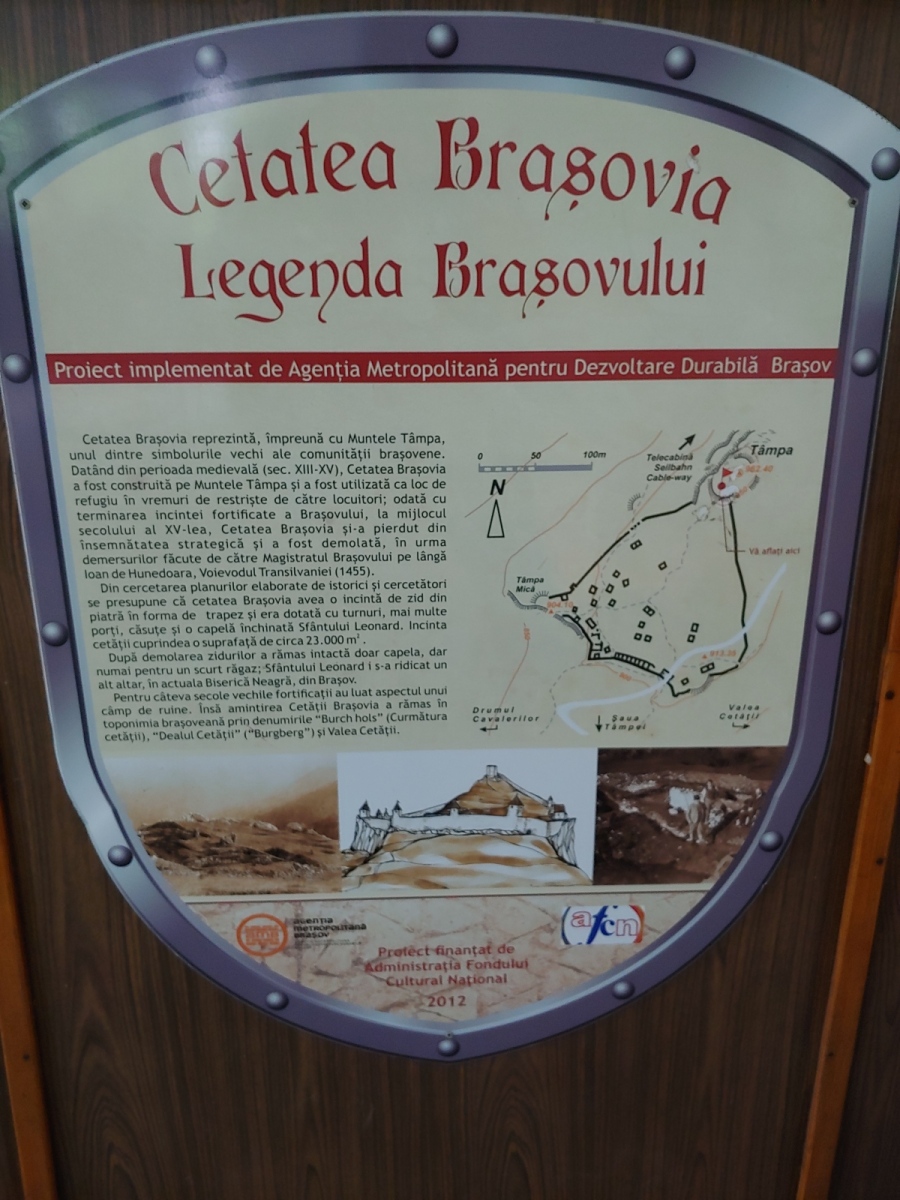 Cetatea Brașovia
Legenda Brașovului
Proiect implementat de Agenția Metropolitană pentru Dezvoltare Durabilă Brașov
Cetatea Brașovia reprezintă, împreună cu Muntele Tâmpa,
unul dintre simbolurile vechi ale comunității brașovene.
Datând din perioada medievală (sec. XIII-XV), Cetatea Brașovia
a fost construită pe Muntele Tâmpa și a fost utilizată ca loc de
refugiu în vremuri de restriște de către locuitori; odată cu
terminarea incintei fortificate a Brașovului, la mijlocul
secolului al XV-lea, Cetatea Brașovia și-a pierdut din
însemnătatea strategică și a fost demolată, în urma
demersurilor făcute de către Magistratul Brașovului pe lângă
Ioan de Hunedoara, Voievodul Transilvaniei (1455).
Din cercetarea planurilor elaborate de istorici și cercetători
se presupune că cetatea Brașovia avea o incintă de zid din
piatră în forma de trapez și era dotată cu turnuri, mai multe
porți, căsuțe și o capelă închinată Sfântului Leonard. Incinta
cetății cuprindea o suprafață de circa 23.000 m².
După demolarea zidurilor a rămas intactă doar capela, dar
numai pentru un scurt răgaz; Sfântului Leonard i s-a ridicat un
alt altar, în actuala Biserică Neagră, din Brașov.
Pentru câteva secole vechile fortificații au luat aspectul unui
câmp de ruine. Însă amintirea Cetății Brașovia a rămas în
toponimia brașoveană prin denumirile "Burch hols" (Curmătura
cetății), "Dealul Cetății" ("Burgberg") și Valea Cetății.
0 50 100m
N
Telecabină
Seilbahn
Cable-way
Tâmpa
962.40
Vă aflați aici
Tâmpa
Mică
904.10
913.20
Drumul
Cavalerilor
Șaua
Tâmpei
Valea
Cetății
agenția
metropolitană
brașov
afcn
Proiect finanțat de
Administrația Fondului
Cultural Național
2012